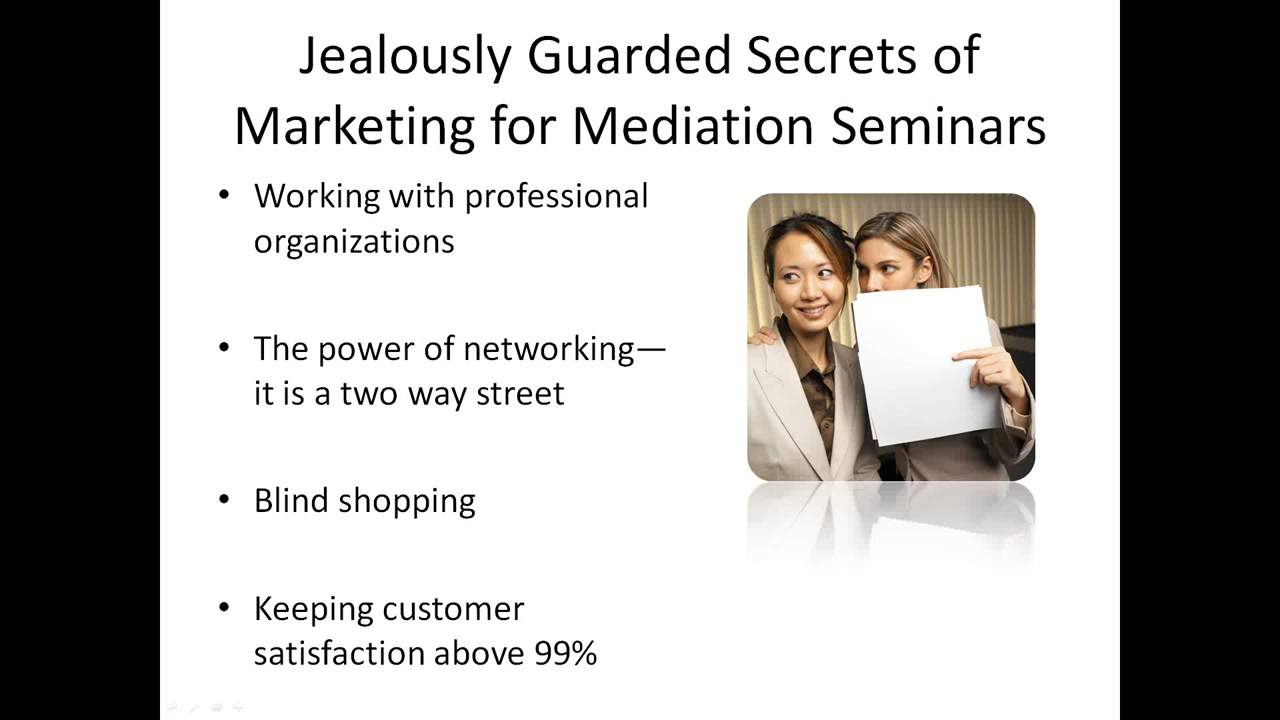 Jealously Guarded Secrets of
Marketing for Mediation Seminars
• Working with professional
organizations
• The power of networking—
it is a two way street
• Blind shopping
• Keeping customer
satisfaction above 99%